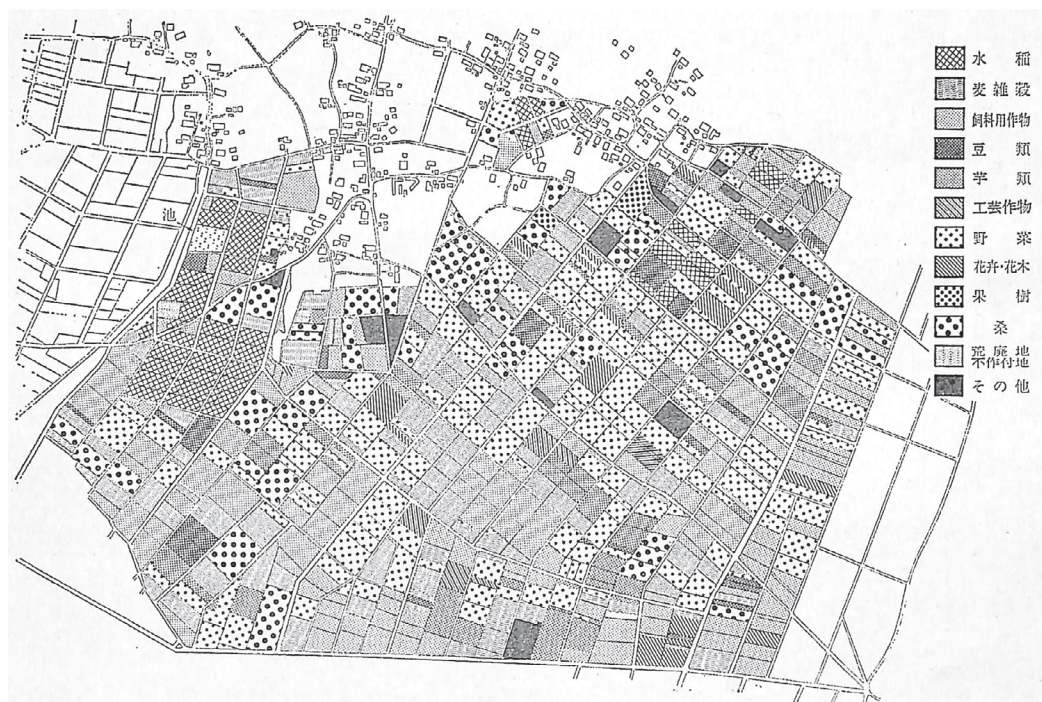 水稲
麦雑穀
飼料用作物
豆類
芋類
工芸作物
野菜
花卉・花木
果樹
桑
荒廃地
不作付地
その他
池